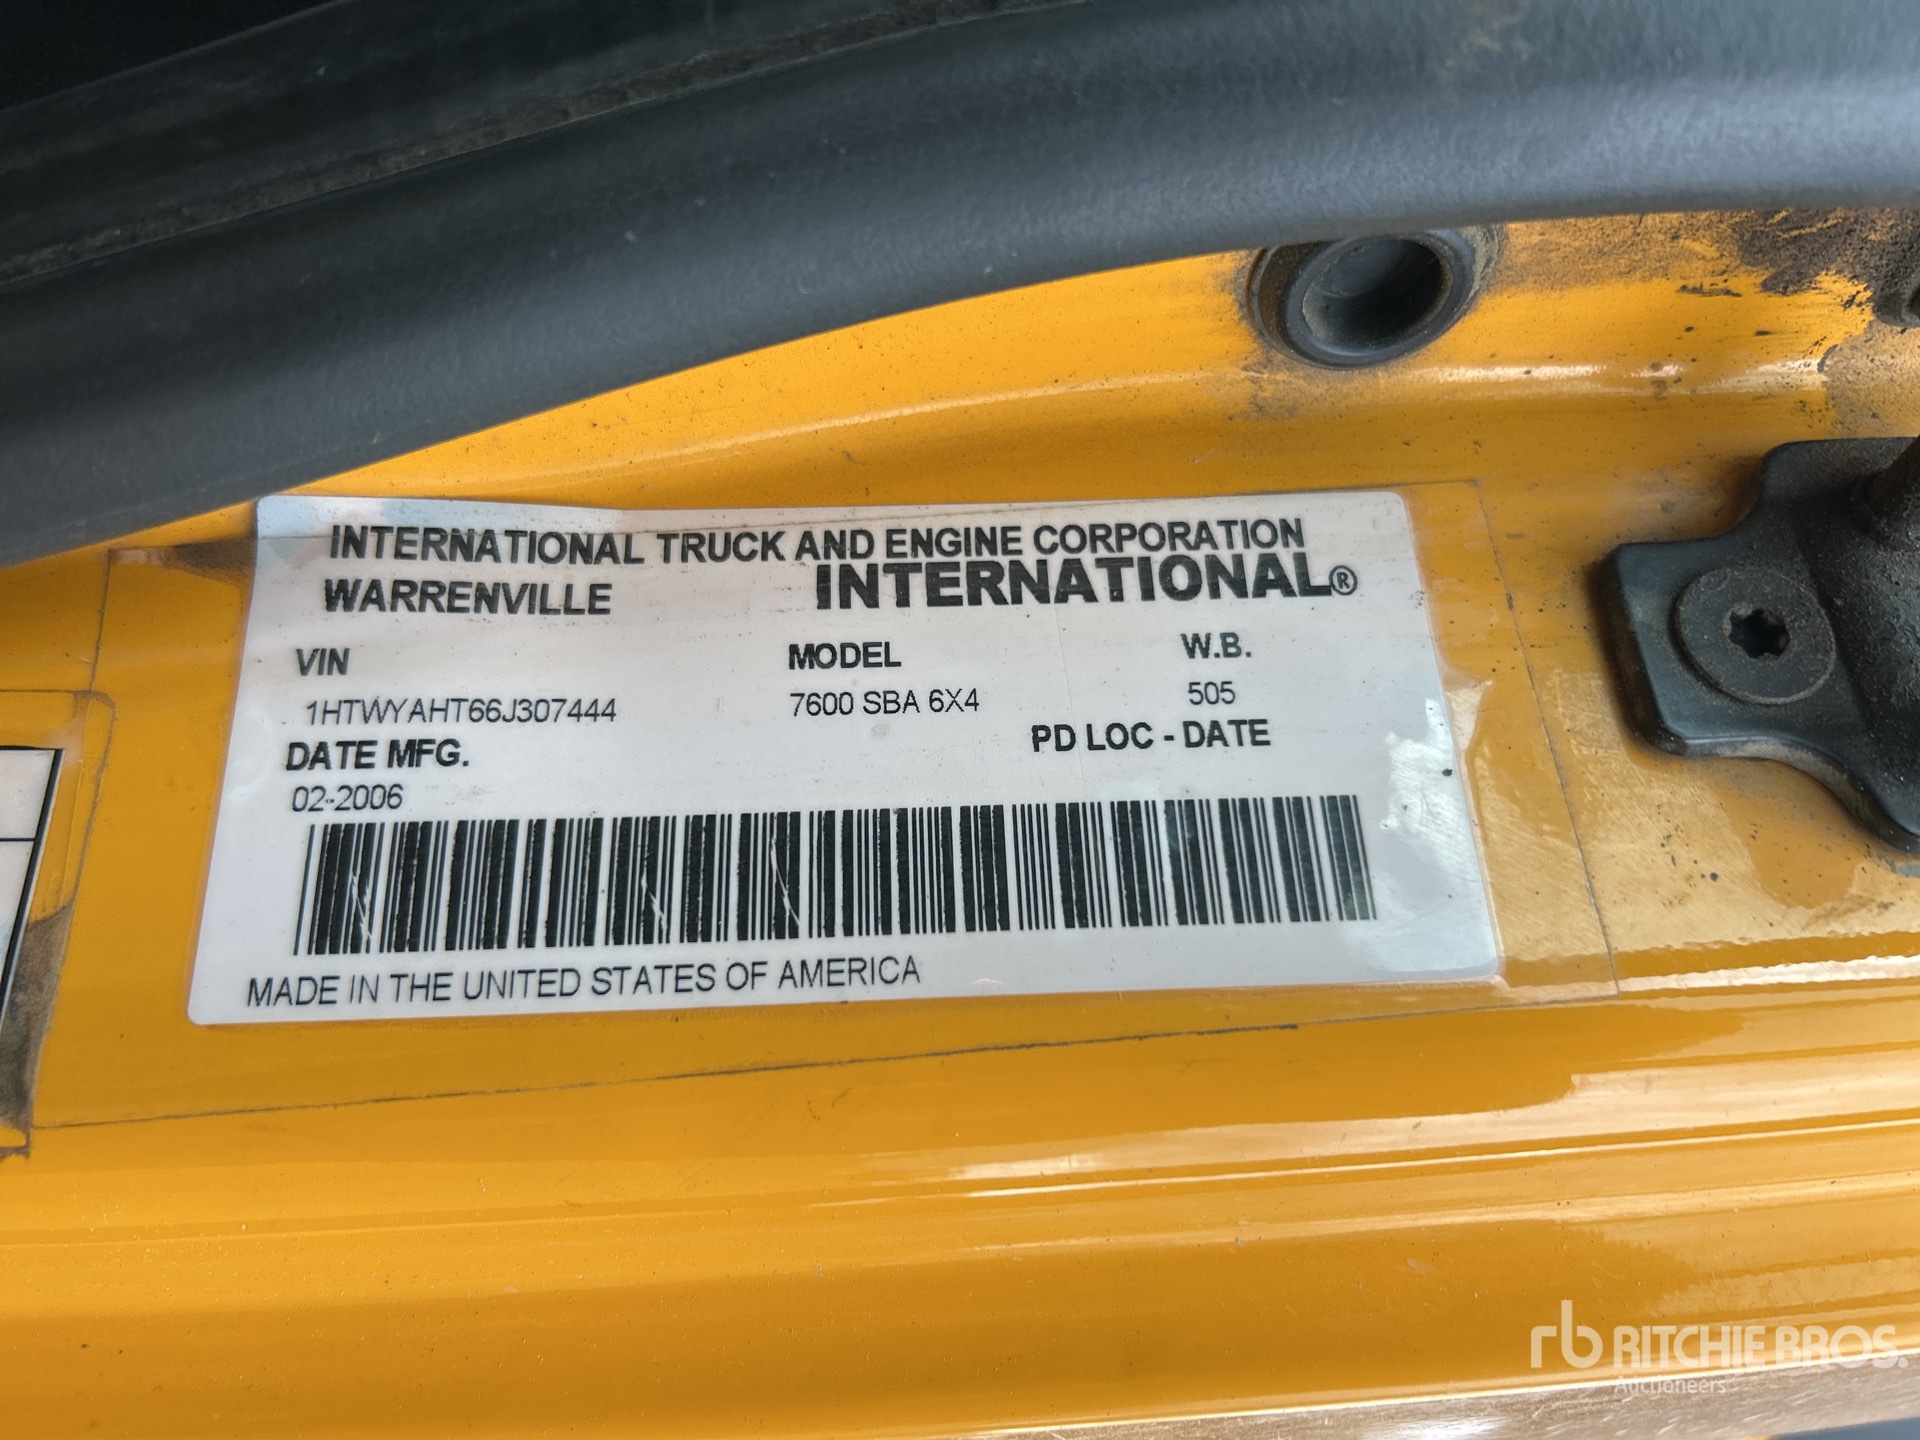 INTERNATIONAL TRUCK AND ENGINE CORPORATION
WARRENVILLE INTERNATIONAL®
VIN MODEL W.B.
1HTWYAHT66J307444 7600 SBA 6X4 505
DATE MFG. PD LOC - DATE
02-2006
MADE IN THE UNITED STATES OF AMERICA
rb RITCHIE BROS.
Auctioneers